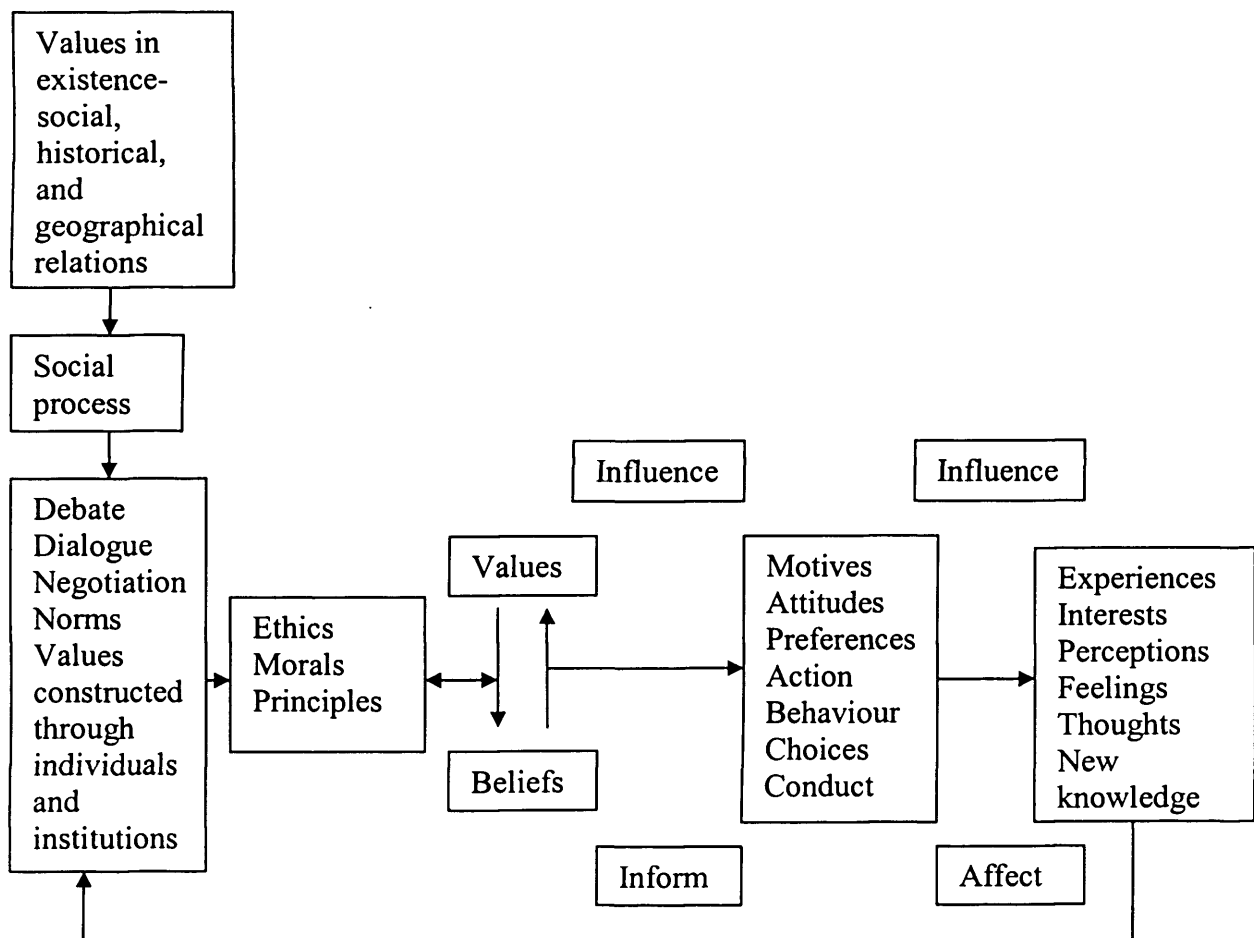 Values in
existence-
social,
historical,
and
geographical
relations
Social
process
Debate
Dialogue
Negotiation
Norms
Values
constructed
through
individuals
and
institutions
Ethics
Morals
Principles
Values
Beliefs
Influence
Inform
Motives
Attitudes
Preferences
Action
Behaviour
Choices
Conduct
Influence
Affect
Experiences
Interests
Perceptions
Feelings
Thoughts
New
knowledge